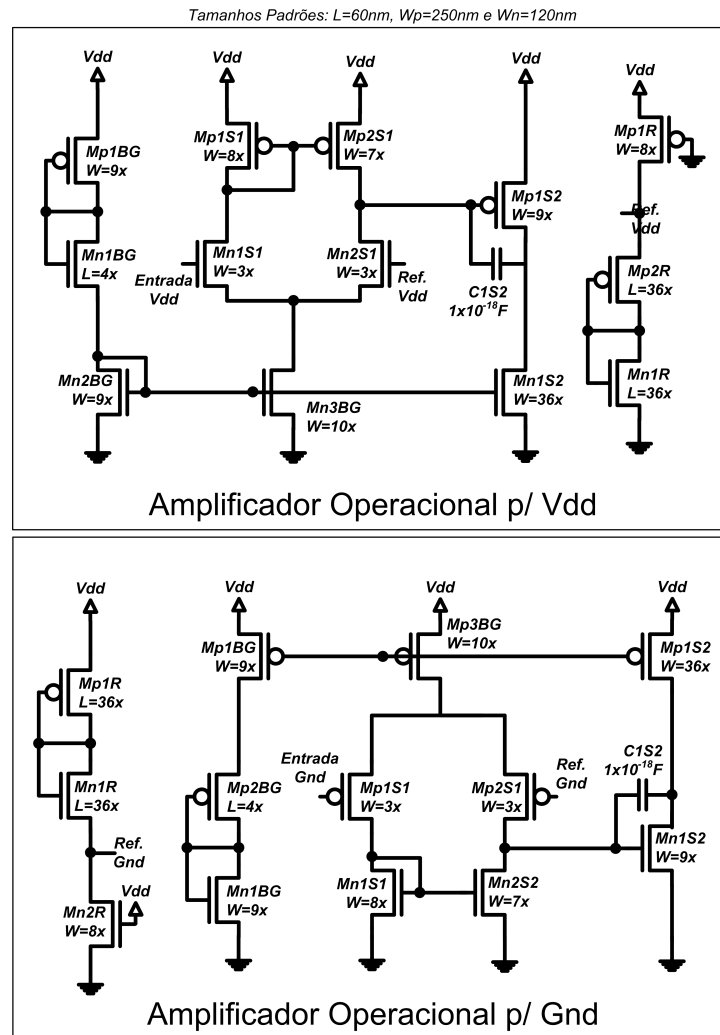 Tamanhos Padrões: L=60nm, Wp=250nm e Wn=120nm
Vdd
Vdd
Vdd
Vdd
Vdd
Mp1BG
W=9x
Mp1S1
W=8x
Mp2S1
W=7x
Mp1R
W=8x
Mp1S2
W=9x
Ref.
Vdd
Mn1BG
L=4x
Mn1S1
W=3x
Mn2S1
W=3x
Entrada
Vdd
Ref.
Vdd
C1S2
1x10⁻¹⁸F
Mp2R
L=36x
Mn2BG
W=9x
Mn3BG
W=10x
Mn1S2
W=36x
Mn1R
L=36x
Amplificador Operacional p/ Vdd
Vdd
Vdd
Vdd
Vdd
Mp1BG
W=9x
Mp3BG
W=10x
Mp1S2
W=36x
Mp1R
L=36x
Entrada
Gnd
Ref.
Gnd
C1S2
1x10⁻¹⁸F
Mn1R
L=36x
Mp2BG
L=4x
Mp1S1
W=3x
Mp2S1
W=3x
Mn1S2
W=9x
Ref.
Gnd
Vdd
Mn2R
W=8x
Mn1BG
W=9x
Mn1S1
W=8x
Mn2S2
W=7x
Amplificador Operacional p/ Gnd